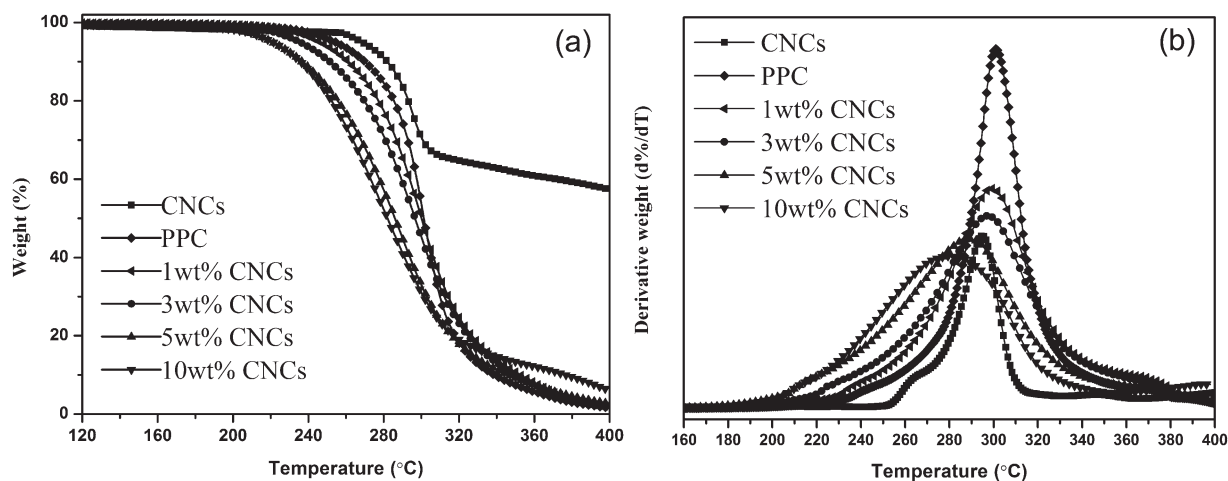 (a)
100
80
60
40
20
0
Weight (%)
CNCs
PPC
1wt% CNCs
3wt% CNCs
5wt% CNCs
10wt% CNCs
120 160 200 240 280 320 360 400
Temperature (°C)
(b)
Derivative weight (d%/dT)
CNCs
PPC
1wt% CNCs
3wt% CNCs
5wt% CNCs
10wt% CNCs
160 180 200 220 240 260 280 300 320 340 360 380 400
Temperature (°C)